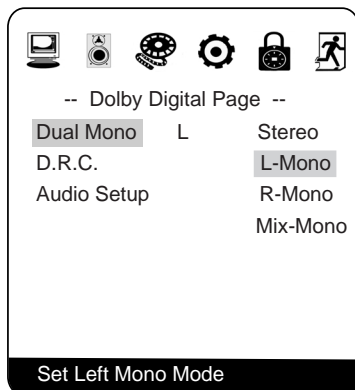 -- Dolby Digital Page --
Dual Mono L Stereo
D.R.C. L-Mono
Audio Setup R-Mono
Mix-Mono
Set Left Mono Mode